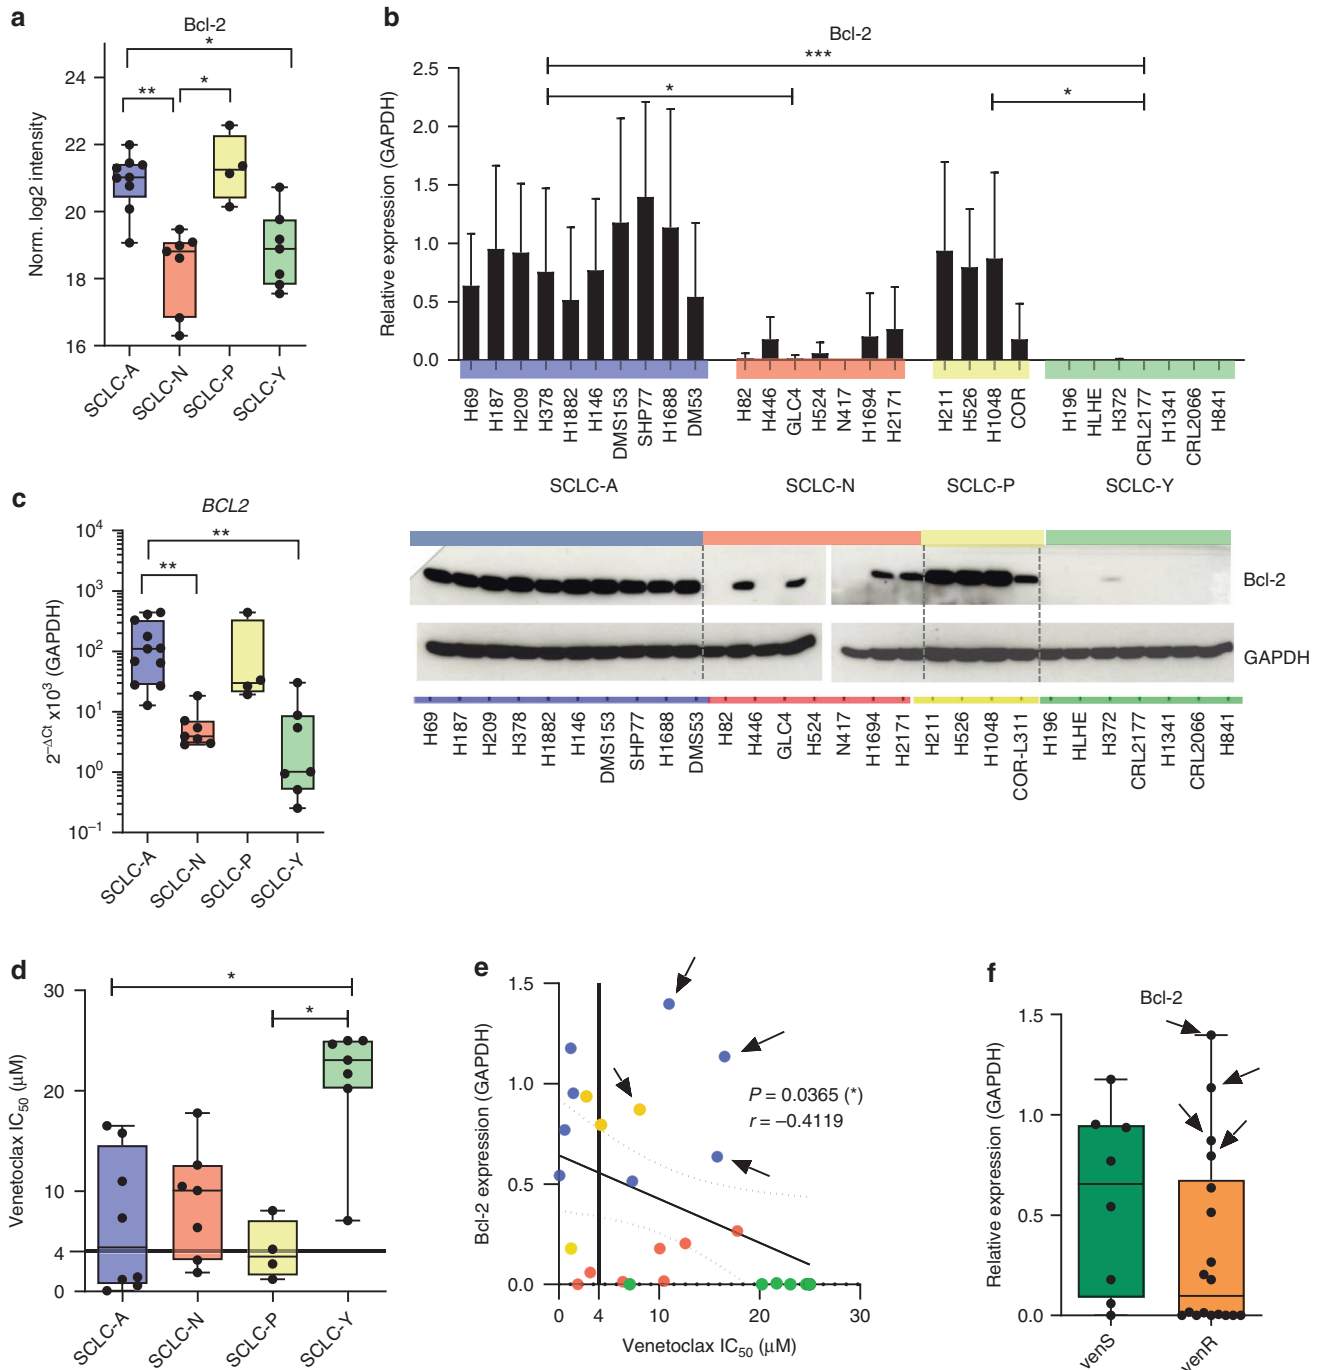 a
Bcl-2
*
**
*
Norm. log2 intensity
24
22
20
18
16
SCLC-A
SCLC-N
SCLC-P
SCLC-Y
b
Bcl-2
***
*
*
Relative expression (GAPDH)
2.5
2.0
1.5
1.0
0.5
0.0
H69
H187
H209
H378
H1882
H146
DMS153
SHP77
H1688
DM53
H82
H446
GLC4
H524
N417
H1694
H2171
H211
H526
H1048
COR
H196
HLHE
H372
CRL2177
H1341
CRL2066
H841
SCLC-A SCLC-N SCLC-P SCLC-Y
Bcl-2
GAPDH
H69
H187
H209
H378
H1882
H146
DMS153
SHP77
H1688
DMS53
H82
H446
GLC4
H524
N417
H1694
H2171
H211
H526
H1048
COR-L311
H196
HLHE
H372
CRL2177
H1341
CRL2066
H841
c
BCL2
**
**
2^−ΔCt x10^3 (GAPDH)
10^4
10^3
10^2
10^1
10^0
10^−1
SCLC-A
SCLC-N
SCLC-P
SCLC-Y
d
*
*
Venetoclax IC50 (μM)
30
20
10
4
0
SCLC-A
SCLC-N
SCLC-P
SCLC-Y
e
Bcl-2 expression (GAPDH)
1.5
1.0
0.5
0.0
P = 0.0365 (*)
r = −0.4119
0 4 10 20 30
Venetoclax IC50 (μM)
f
Bcl-2
Relative expression (GAPDH)
1.5
1.0
0.5
0.0
venS
venR